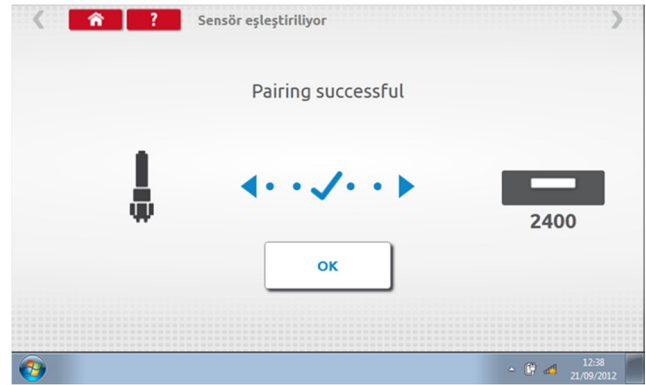 ? Sensör eşleştiriliyor
Pairing successful
2400
OK
12:38
21/09/2012